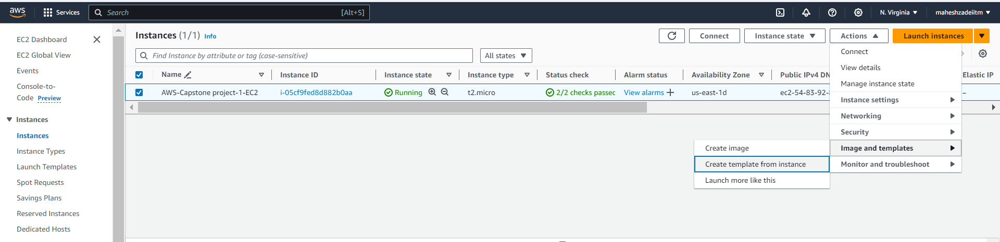 aws
Services
Search
[Alt+S]
N. Virginia
maheshzadeiitm
EC2 Dashboard
EC2 Global View
Events
Console-to-
Code Preview
Instances
Instances
Instance Types
Launch Templates
Spot Requests
Savings Plans
Reserved Instances
Dedicated Hosts
Instances (1/1) Info
Connect
Instance state
Actions
Launch instances
Find Instance by attribute or tag (case-sensitive)
All states
Name
Instance ID
Instance state
Instance type
Status check
Alarm status
Availability Zone
Public IPv4 DN
Elastic IP
AWS-Capstone project-1-EC2
i-05cf9fed8d882b0aa
Running
t2.micro
2/2 checks passec
View alarms
us-east-1d
ec2-54-83-92-
–
Connect
View details
Manage instance state
Instance settings
Networking
Security
Image and templates
Monitor and troubleshoot
Create image
Create template from instance
Launch more like this